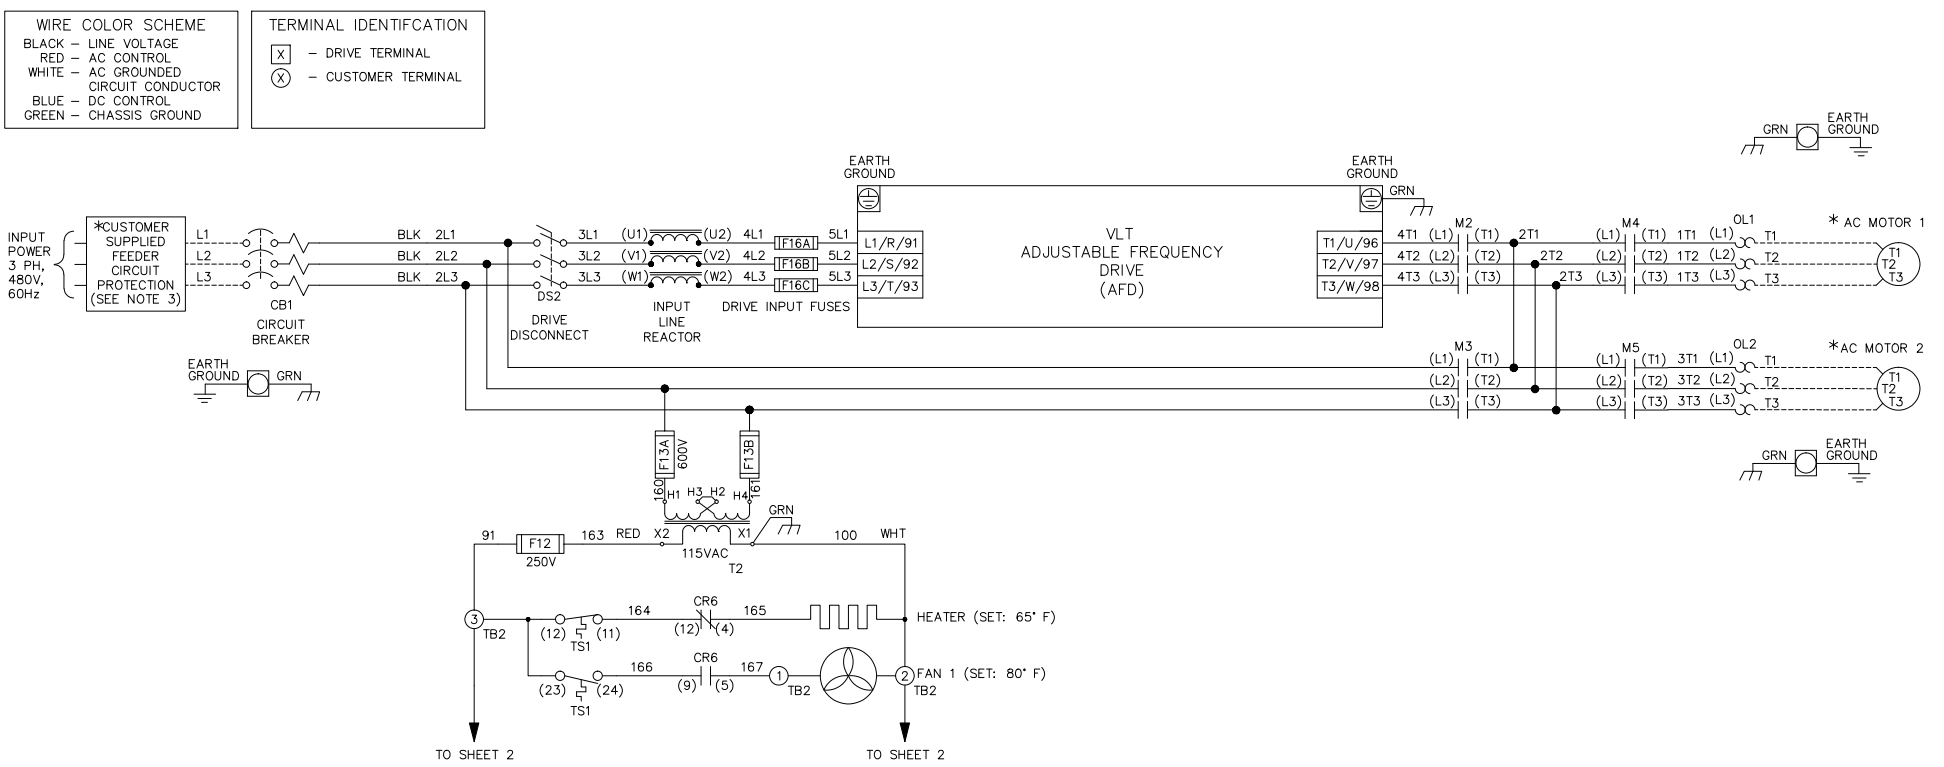 WIRE COLOR SCHEME
BLACK – LINE VOLTAGE
RED – AC CONTROL
WHITE – AC GROUNDED
CIRCUIT CONDUCTOR
BLUE – DC CONTROL
GREEN – CHASSIS GROUND
TERMINAL IDENTIFCATION
X – DRIVE TERMINAL
X – CUSTOMER TERMINAL
GRN
EARTH
GROUND
INPUT
POWER
3 PH,
480V,
60Hz
*CUSTOMER
SUPPLIED
FEEDER
CIRCUIT
PROTECTION
(SEE NOTE 3)
L1
L2
L3
CB1
CIRCUIT
BREAKER
BLK 2L1
BLK 2L2
BLK 2L3
DS2
DRIVE
DISCONNECT
3L1 (U1) (U2) 4L1 F16A 5L1
3L2 (V1) (V2) 4L2 F16B 5L2
3L3 (W1) (W2) 4L3 F16C 5L3
INPUT
LINE
REACTOR
DRIVE INPUT FUSES
EARTH
GROUND
L1/R/91
L2/S/92
L3/T/93
VLT
ADJUSTABLE FREQUENCY
DRIVE
(AFD)
EARTH
GROUND
GRN
T1/U/96
T2/V/97
T3/W/98
M2
M4
OL1
* AC MOTOR 1
4T1 (L1) (T1) 2T1 (L1) (T1) 1T1 (L1) T1
4T2 (L2) (T2) 2T2 (L2) (T2) 1T2 (L2) T2
4T3 (L3) (T3) 2T3 (L3) (T3) 1T3 (L3) T3
T1
T2
T3
EARTH
GROUND
GRN
M3
M5
OL2
*AC MOTOR 2
(L1) (T1) (L1) (T1) 3T1 (L1) T1
(L2) (T2) (L2) (T2) 3T2 (L2) T2
(L3) (T3) (L3) (T3) 3T3 (L3) T3
T1
T2
T3
GRN
EARTH
GROUND
F13A
600V
F13B
160
161
H1 H3 H2 H4
GRN
91 F12 163 RED X2 X1 100 WHT
250V
115VAC
T2
3
TB2
(12) (11)
TS1
164
CR6
(12) (4)
165
HEATER (SET: 65° F)
(23) (24)
TS1
166
CR6
(9) (5)
167
1
TB2
2
TB2
FAN 1 (SET: 80° F)
TO SHEET 2
TO SHEET 2